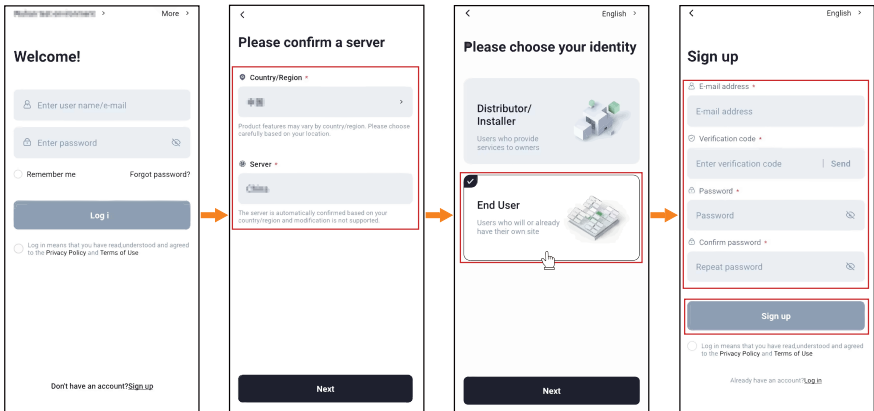 More >
Welcome!
Enter user name/e-mail
Enter password
Remember me
Forgot password?
Log i
Log in means that you have read,understood and agreed
to the Privacy Policy and Terms of Use
Don't have an account?Sign up
Please confirm a server
Country/Region *
Product features may vary by country/region. Please choose
carefully based on your location.
Server *
China
The server is automatically confirmed based on your
country/region and modification is not supported.
Next
English >
Please choose your identity
Distributor/
Installer
Users who provide
services to owners
End User
Users who will or already
have their own site
Next
English >
Sign up
E-mail address *
E-mail address
Verification code *
Enter verification code | Send
Password *
Password
Confirm password *
Repeat password
Sign up
Log in means that you have read,understood and agreed
to the Privacy Policy and Terms of Use
Already have an account?Log in